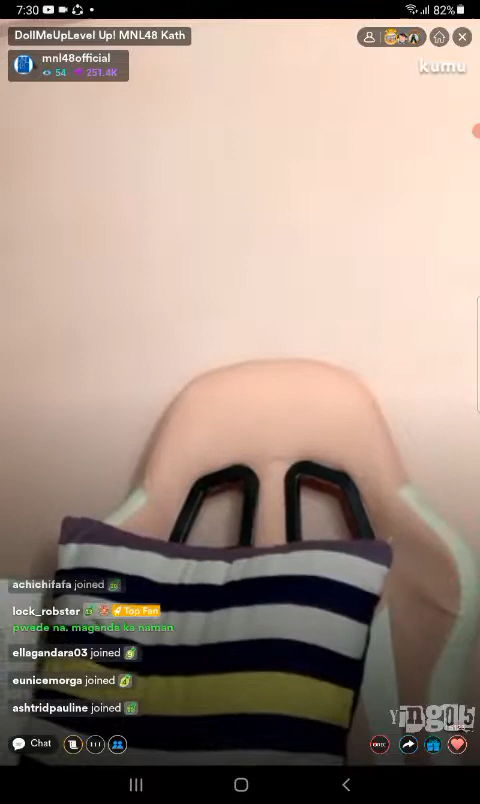 7:30
82%
DollMeUpLevel Up! MNL48 Kath
mnl48official
54 251.4K
kumu
achichifafa joined
lock_robster Top Fan
pwede na. maganda ka naman
ellagandara03 joined
eunicemorga joined
ashtridpauline joined
Chat